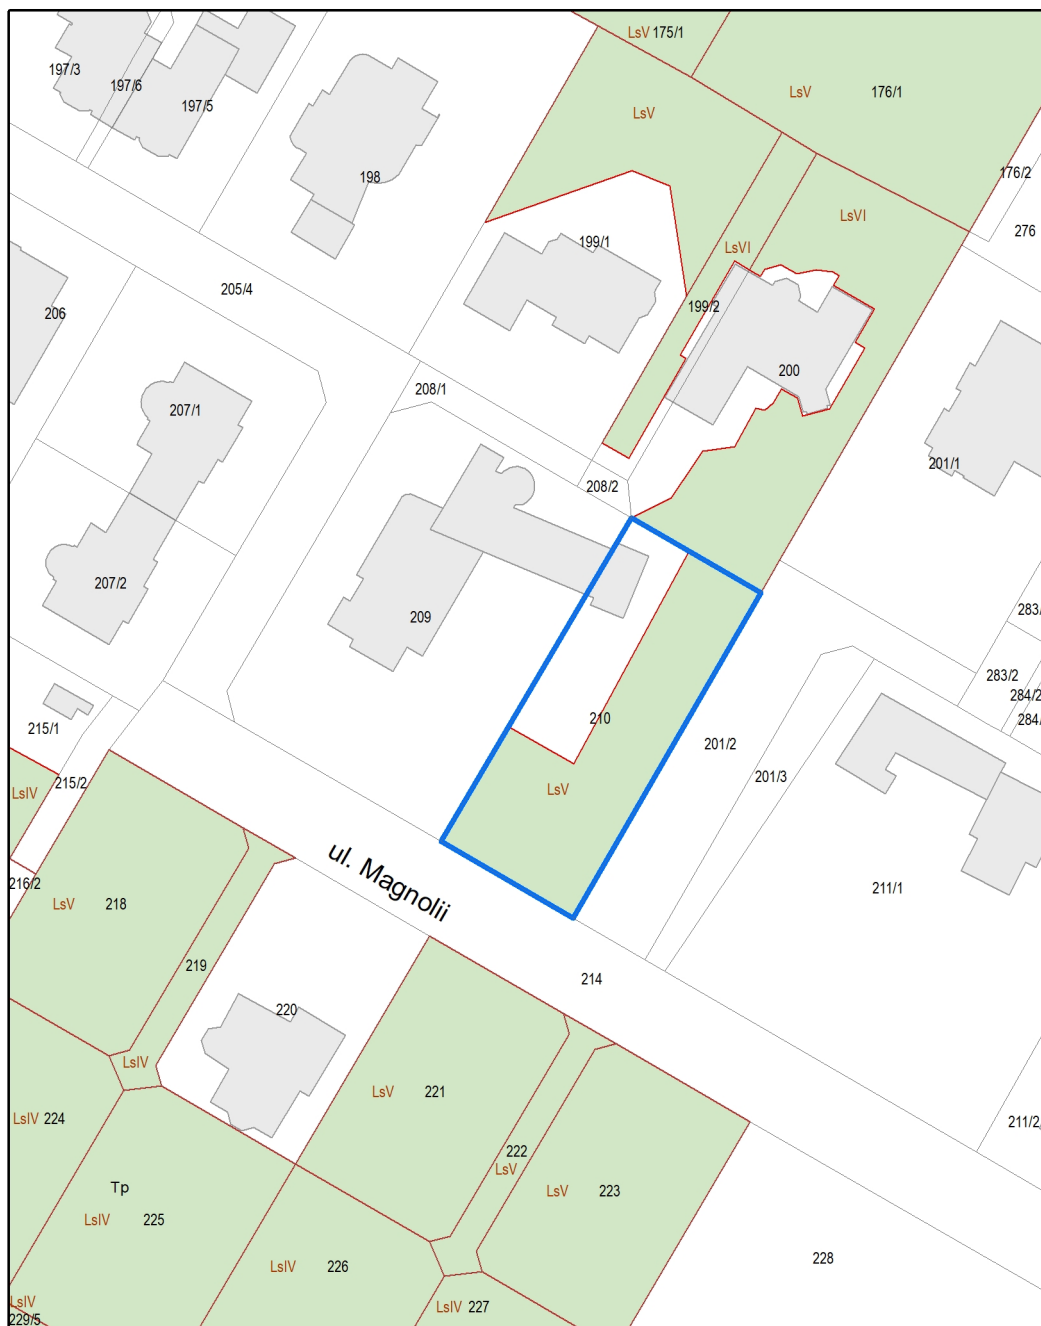 LsV 175/1
197/3
197/6
197/5
LsV
176/1
LsV
198
176/2
LsVI
276
199/1
LsVI
205/4
199/2
206
200
208/1
207/1
201/1
208/2
207/2
209
283/
283/2
284/2
284/
210
215/1
201/2
201/3
215/2
LsIV
LsV
ul. Magnolii
216/2
LsV 218
211/1
219
214
220
LsIV
LsV 221
LsIV 224
211/2
222
LsV
Tp
LsV 223
LsIV 225
228
LsIV 226
LsIV
LsIV 227
229/5